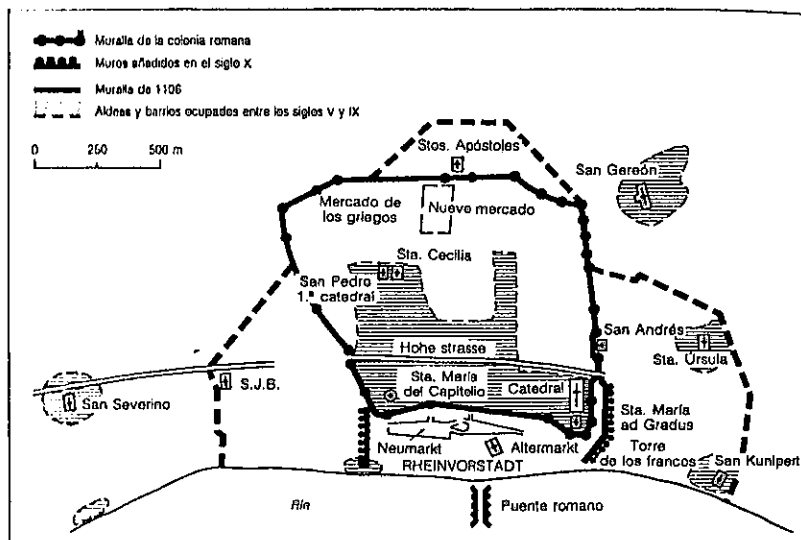 Muralla de la colonia romana
Muros añadidos en el siglo X
Muralla de 1106
Aldeas y barrios ocupados entre los siglos V y IX
0 250 500 m
Stos. Apóstoles
San Gereón
Mercado de
los griegos
Nuevo mercado
Sta. Cecilia
San Pedro
1.ª catedral
San Andrés
Sta. Úrsula
Hohe strasse
Sta. María
del Capitolio
Catedral
S.J.B.
San Severino
Sta. María
ad Gradus
Neumarkt
Altermarkt
Torre
de los francos
RHEINVORSTADT
San Kunipert
Rin
Puente romano